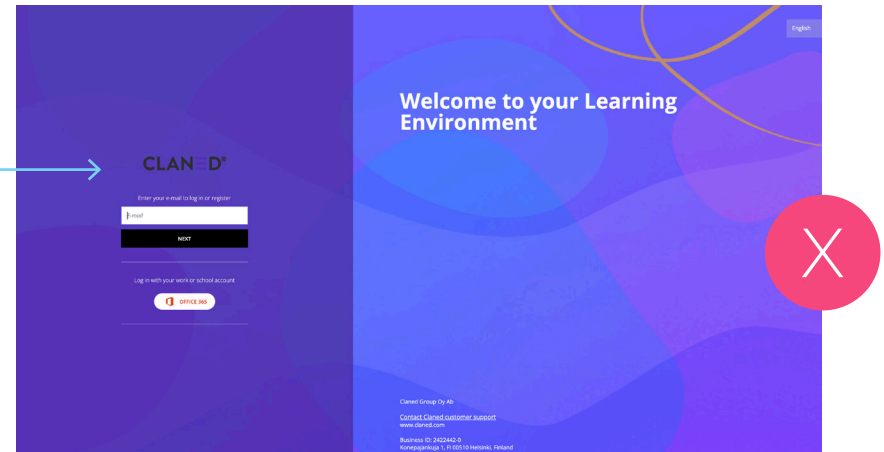 English
Welcome to your Learning
Environment
CLANED®
Enter your e-mail to log in or register
E-mail
NEXT
Log in with your work or school account
OFFICE 365
Claned Group Oy Ab
Contact Claned customer support
www.claned.com
Business ID: 2422442-0
Konepajankuja 1, FI 00510 Helsinki, Finland
X